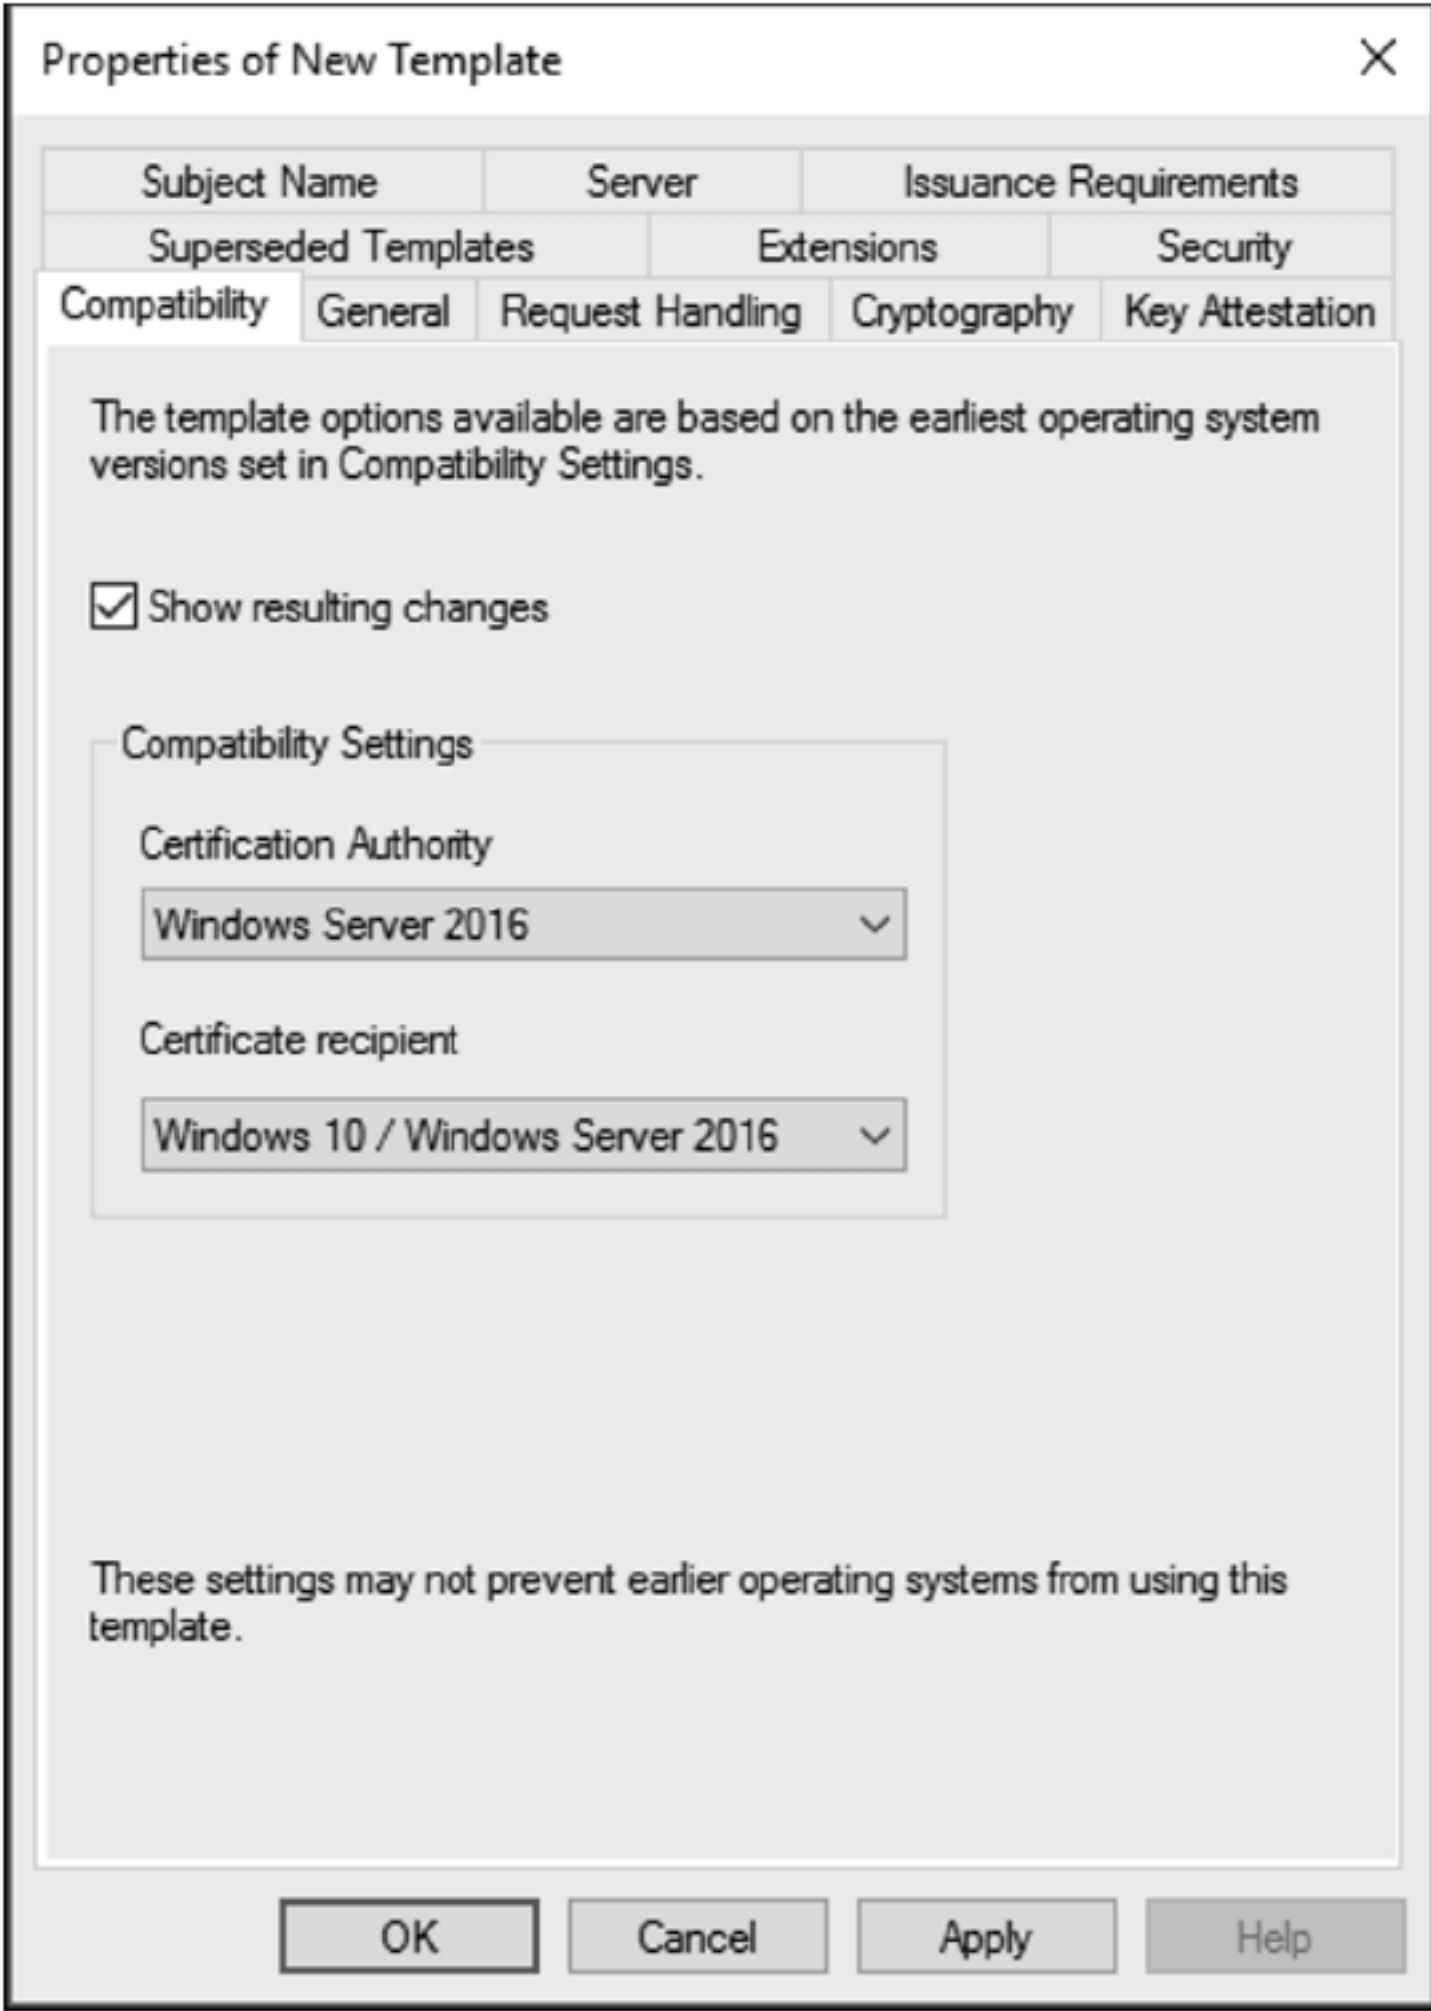 Properties of New Template
Subject Name Server Issuance Requirements
Superseded Templates Extensions Security
Compatibility General Request Handling Cryptography Key Attestation
The template options available are based on the earliest operating system
versions set in Compatibility Settings.
Show resulting changes
Compatibility Settings
Certification Authority
Windows Server 2016
Certificate recipient
Windows 10 / Windows Server 2016
These settings may not prevent earlier operating systems from using this
template.
OK Cancel Apply Help